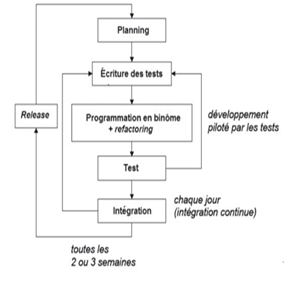 Planning
Écriture des tests
Release
Programmation en binôme
+ refactoring
développement
piloté par les tests
Test
Intégration
chaque jour
(intégration continue)
toutes les
2 ou 3 semaines